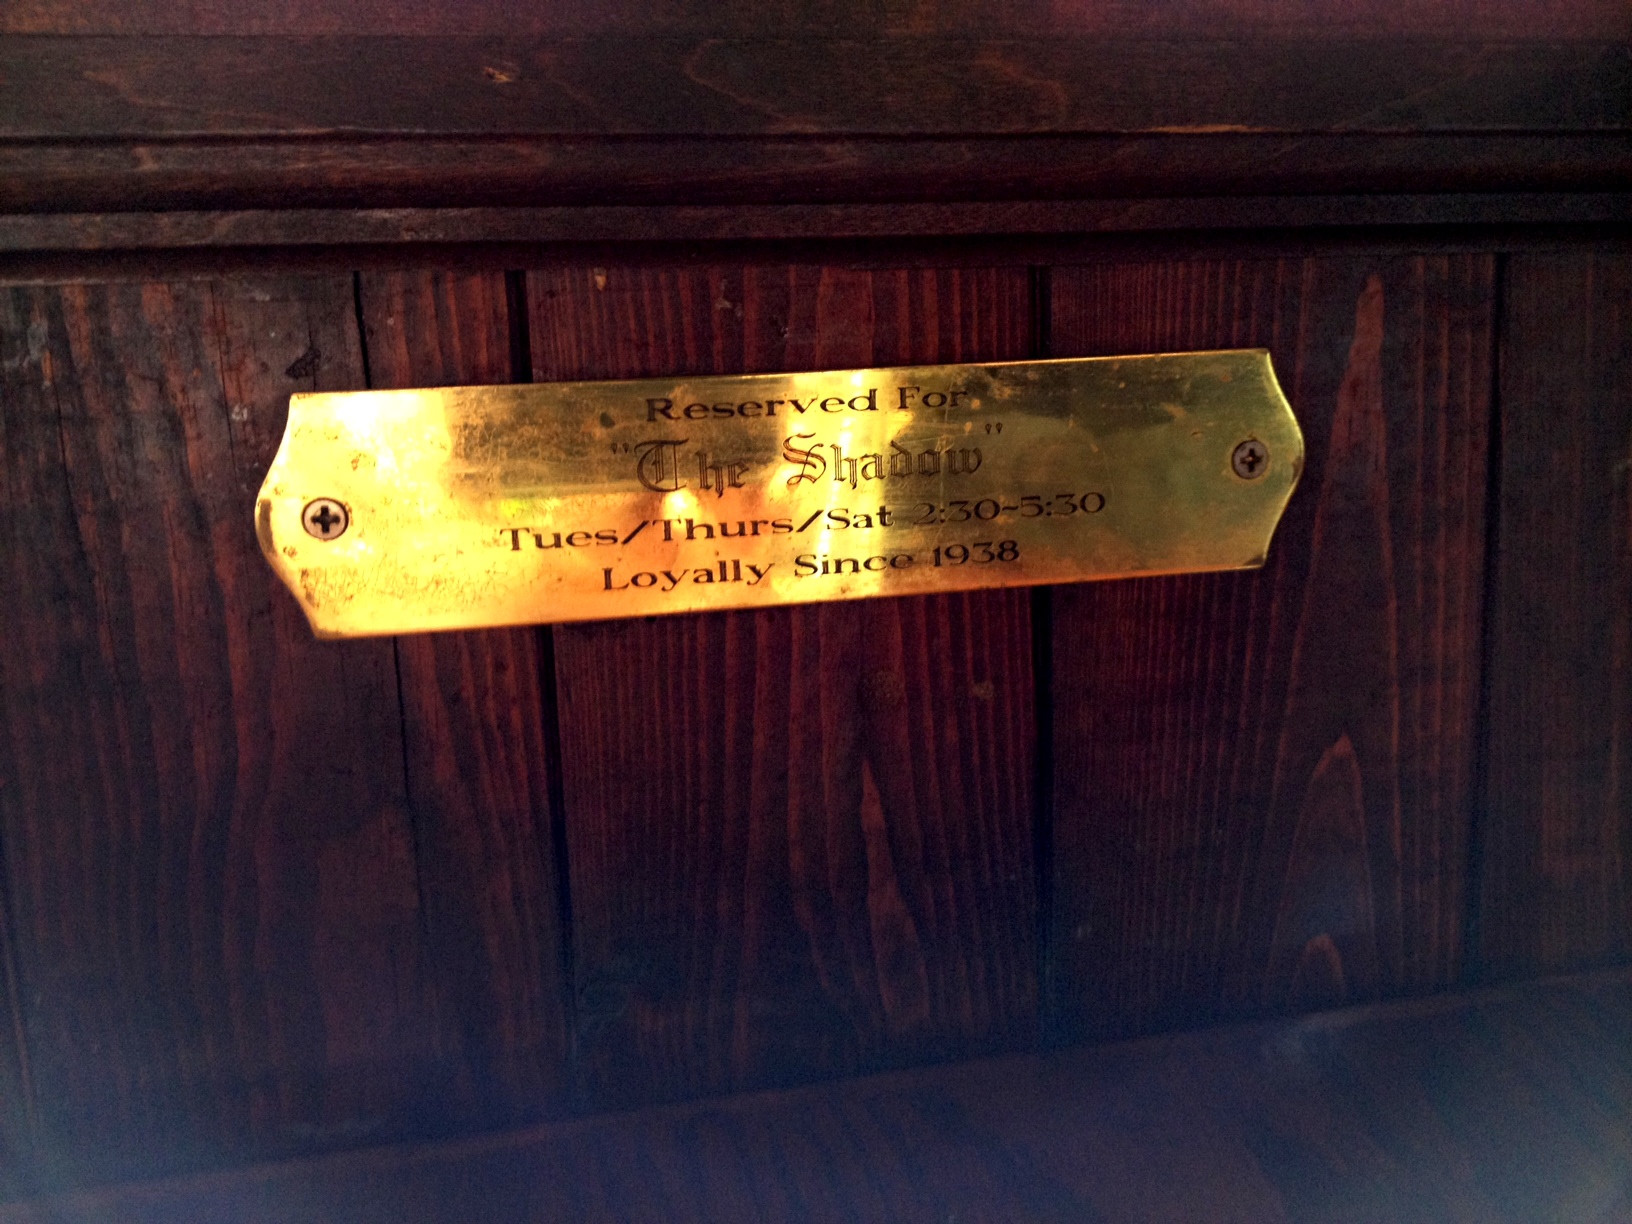 Reserved For
"The Shadow"
Tues/Thurs/Sat 2:30~5:30
Loyally Since 1938